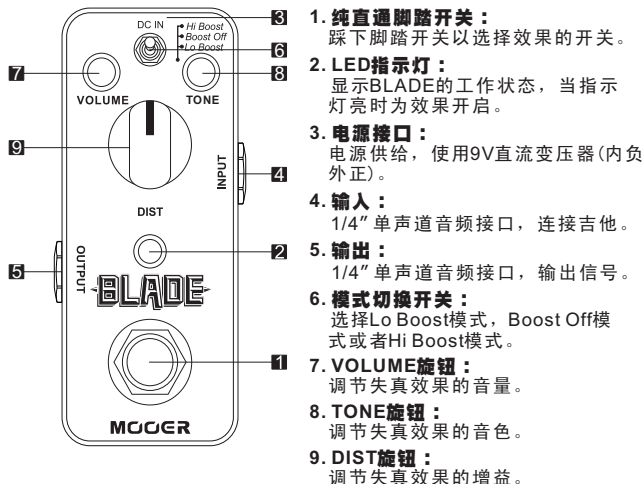 DC IN
Hi Boost
Boost Off
Lo Boost
3
6
7
8
VOLUME
TONE
9
INPUT
4
DIST
2
OUTPUT
5
BLADE
1
MOOER
1. 纯直通脚踏开关：
踩下脚踏开关以选择效果的开关。
2. LED指示灯：
显示BLADE的工作状态，当指示
灯亮时为效果开启。
3. 电源接口：
电源供给，使用9V直流变压器(内负
外正)。
4. 输入：
1/4″ 单声道音频接口，连接吉他。
5. 输出：
1/4″ 单声道音频接口，输出信号。
6. 模式切换开关：
选择Lo Boost模式，Boost Off模
式或者Hi Boost模式。
7. VOLUME旋钮：
调节失真效果的音量。
8. TONE旋钮：
调节失真效果的音色。
9. DIST旋钮：
调节失真效果的增益。